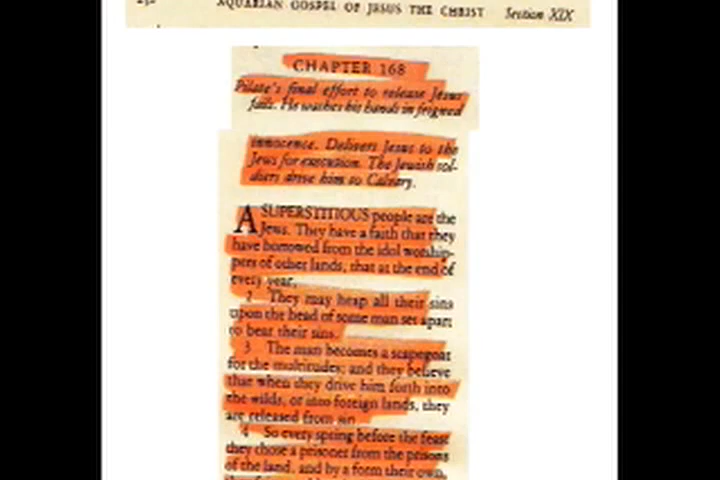 AQUARIAN GOSPEL OF JESUS THE CHRIST Section XIX
CHAPTER 168
Pilate's final effort to release Jesus
fails. He washes his hands in feigned
innocence. Delivers Jesus to the
Jews for execution. The Jewish sol-
diers drive him to Calvary.
A SUPERSTITIOUS people are the
Jews. They have a faith that they
have borrowed from the idol worship-
pers of other lands, that at the end of
every year,
2 They may heap all their sins
upon the head of some man set apart
to bear their sins.
3 The man becomes a scapegoat
for the multitudes; and they believe
that when they drive him forth into
the wilds, or into foreign lands, they
are released from sin
4 So every spring before the feast
they chose a prisoner from the prisons
of the land, and by a form their own,